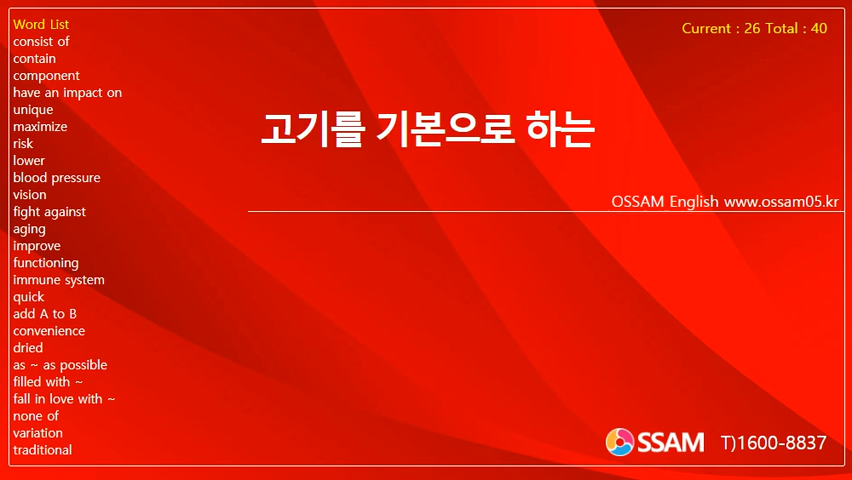 Word List
consist of
contain
component
have an impact on
unique
maximize
risk
lower
blood pressure
vision
fight against
aging
improve
functioning
immune system
quick
add A to B
convenience
dried
as ~ as possible
filled with ~
fall in love with ~
none of
variation
traditional
Current : 26 Total : 40
고기를 기본으로 하는
OSSAM English www.ossam05.kr
OSSAM T)1600-8837